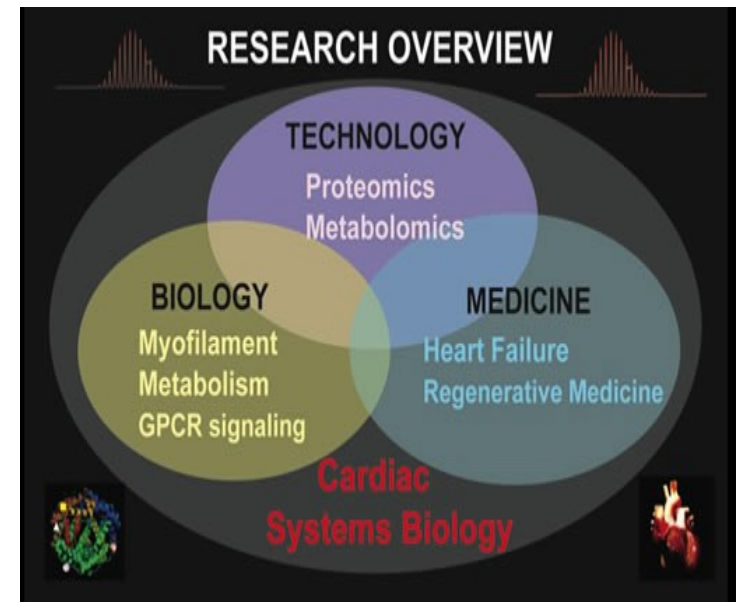 RESEARCH OVERVIEW
TECHNOLOGY
Proteomics
Metabolomics
BIOLOGY
Myofilament
Metabolism
GPCR signaling
MEDICINE
Heart Failure
Regenerative Medicine
Cardiac
Systems Biology